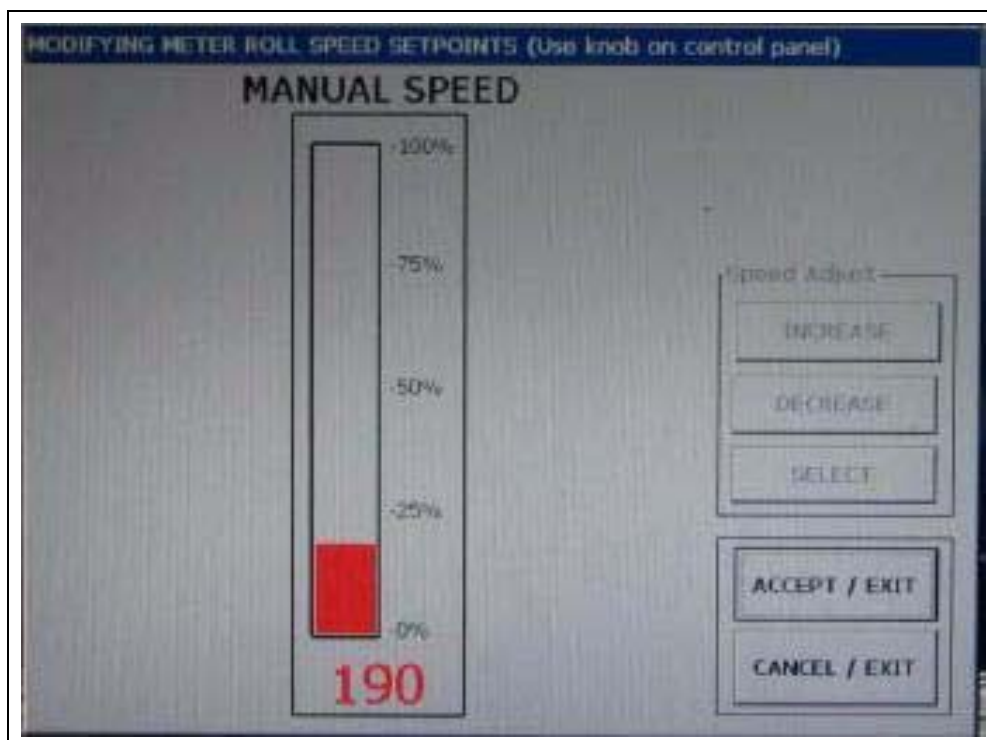 MODIFYING METER ROLL SPEED SETPOINTS (Use knob on control panel)
MANUAL SPEED
-100%
-75%
-50%
-25%
-0%
190
Speed Adjust
INCREASE
DECREASE
SELECT
ACCEPT / EXIT
CANCEL / EXIT